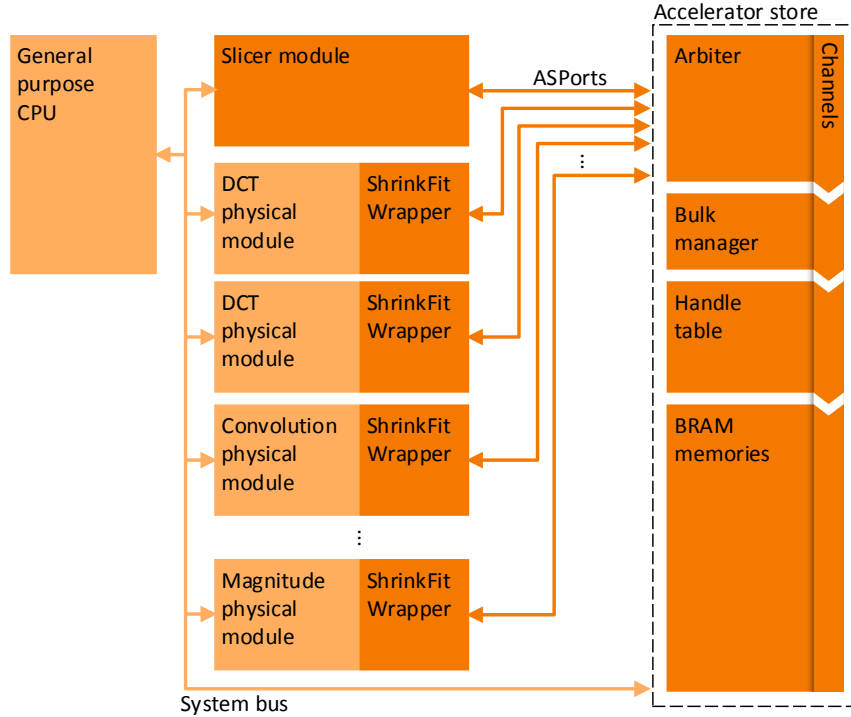 Accelerator store
General
purpose
CPU
Slicer module
ASPorts
...
Arbiter
Channels
DCT
physical
module
ShrinkFit
Wrapper
Bulk
manager
DCT
physical
module
ShrinkFit
Wrapper
Handle
table
Convolution
physical
module
ShrinkFit
Wrapper
BRAM
memories
...
Magnitude
physical
module
ShrinkFit
Wrapper
System bus